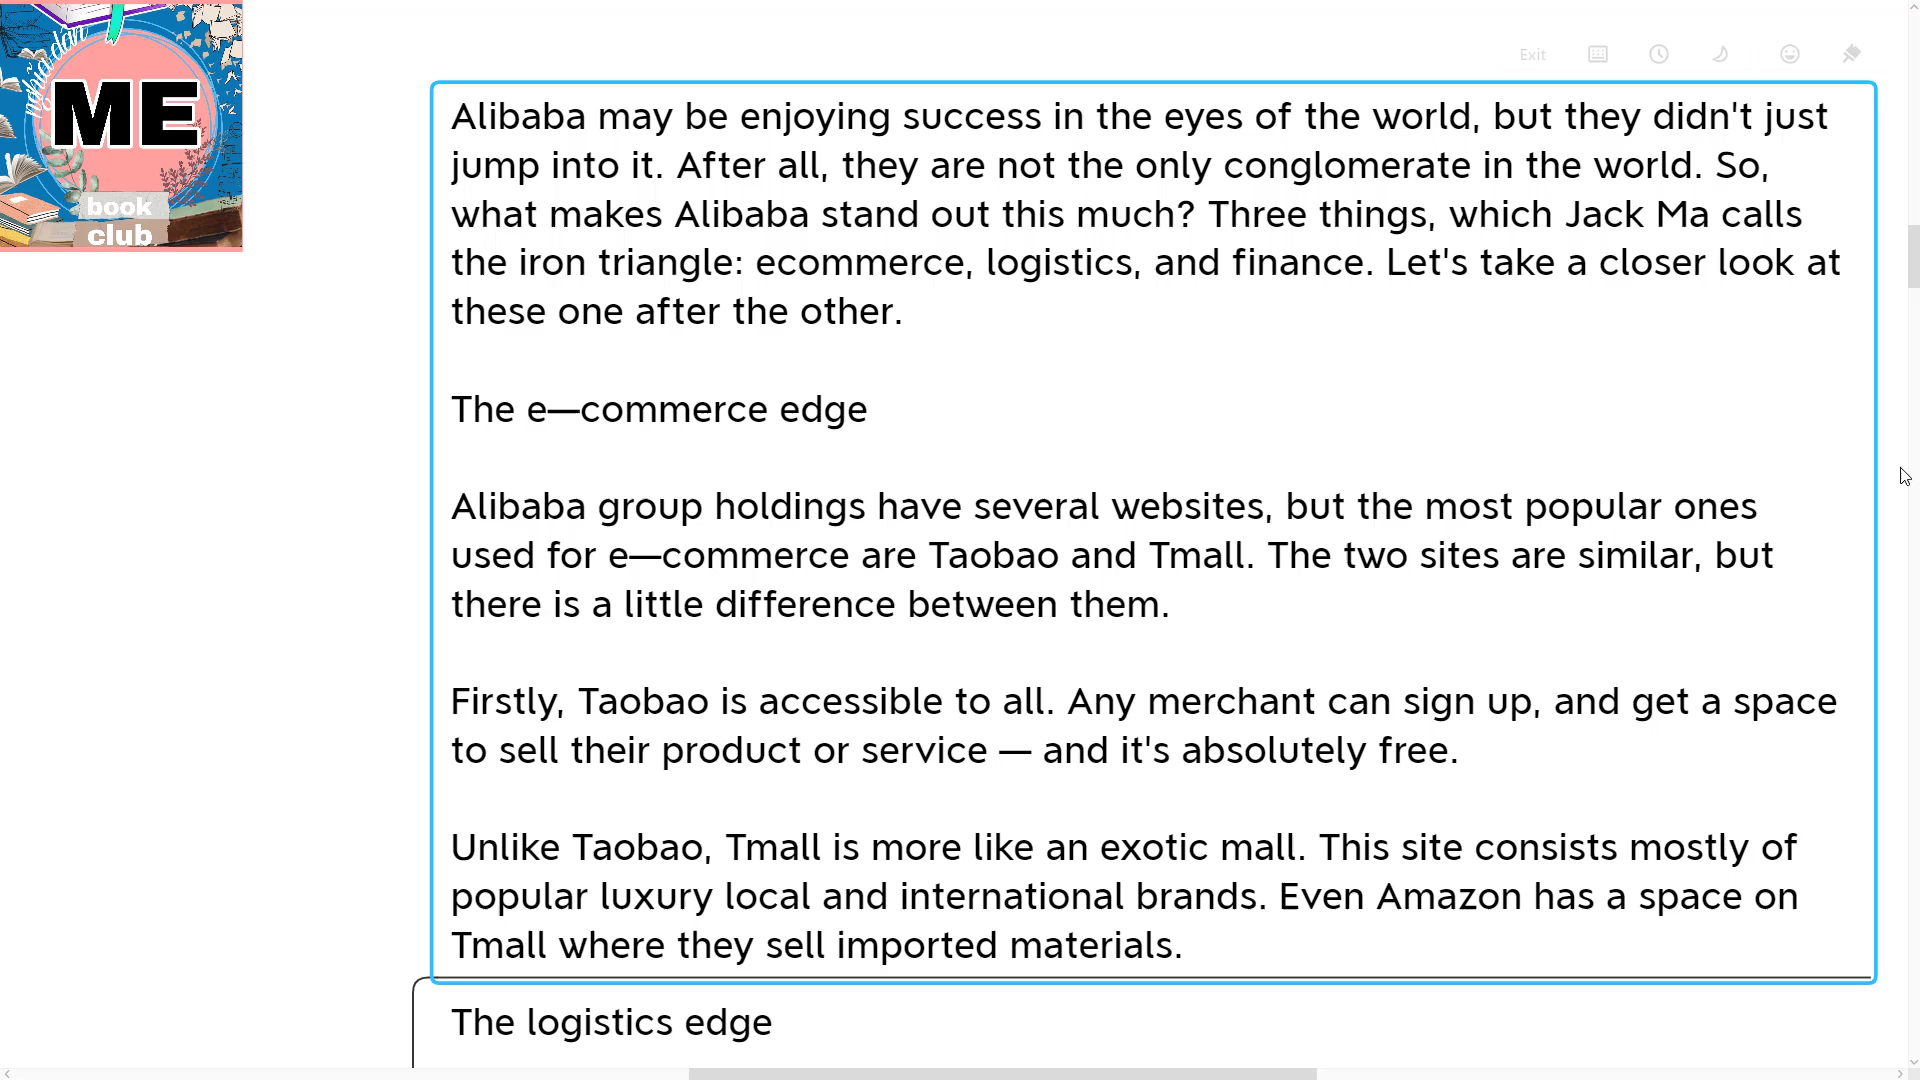 nghĩa dân
ME
book
club
Exit
Alibaba may be enjoying success in the eyes of the world, but they didn't just
jump into it. After all, they are not the only conglomerate in the world. So,
what makes Alibaba stand out this much? Three things, which Jack Ma calls
the iron triangle: ecommerce, logistics, and finance. Let's take a closer look at
these one after the other.
The e—commerce edge
Alibaba group holdings have several websites, but the most popular ones
used for e—commerce are Taobao and Tmall. The two sites are similar, but
there is a little difference between them.
Firstly, Taobao is accessible to all. Any merchant can sign up, and get a space
to sell their product or service — and it's absolutely free.
Unlike Taobao, Tmall is more like an exotic mall. This site consists mostly of
popular luxury local and international brands. Even Amazon has a space on
Tmall where they sell imported materials.
The logistics edge